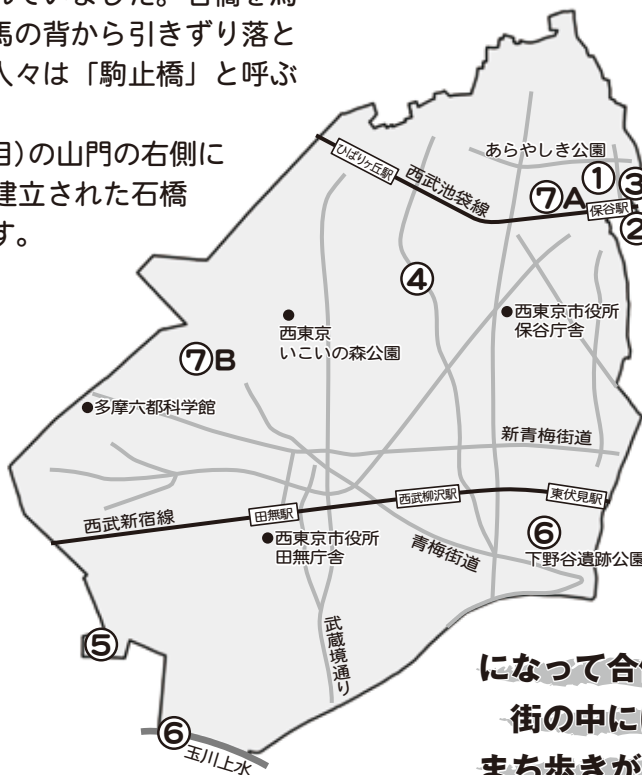 ていました。石橋を馬
馬の背から引きずり落と
人々は「駒止橋」と呼ぶ
目)の山門の右側に
建立された石橋
す。
ひばりヶ丘駅
西武池袋線
あらやしき公園
①
③
⑦A
保谷駅
②
④
●西東京市役所
保谷庁舎
●
西東京
いこいの森公園
⑦B
●多摩六都科学館
新青梅街道
西武柳沢駅
東伏見駅
田無駅
西武新宿線
●西東京市役所
田無庁舎
青梅街道
⑥
下野谷遺跡公園
武蔵境通り
⑤
⑥
玉川上水
になって合
街の中に
まち歩きが